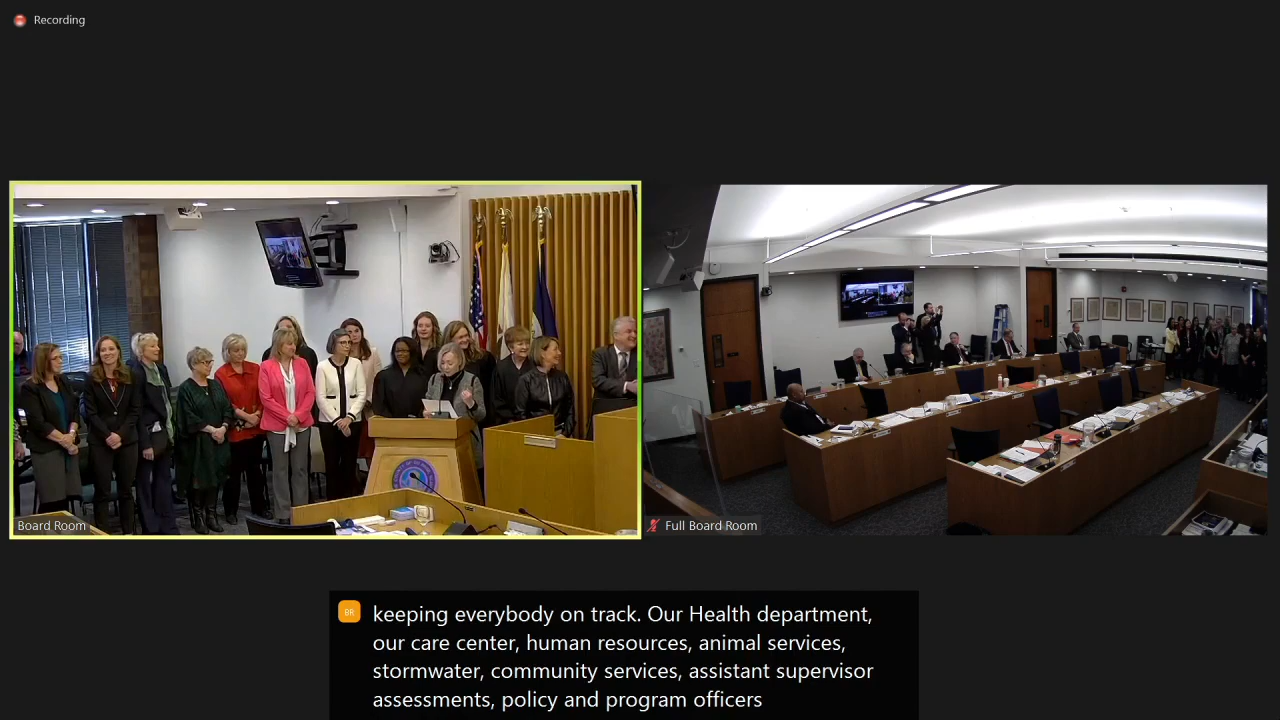 Recording
Board Room
Full Board Room
BR
keeping everybody on track. Our Health department,
our care center, human resources, animal services,
stormwater, community services, assistant supervisor
assessments, policy and program officers